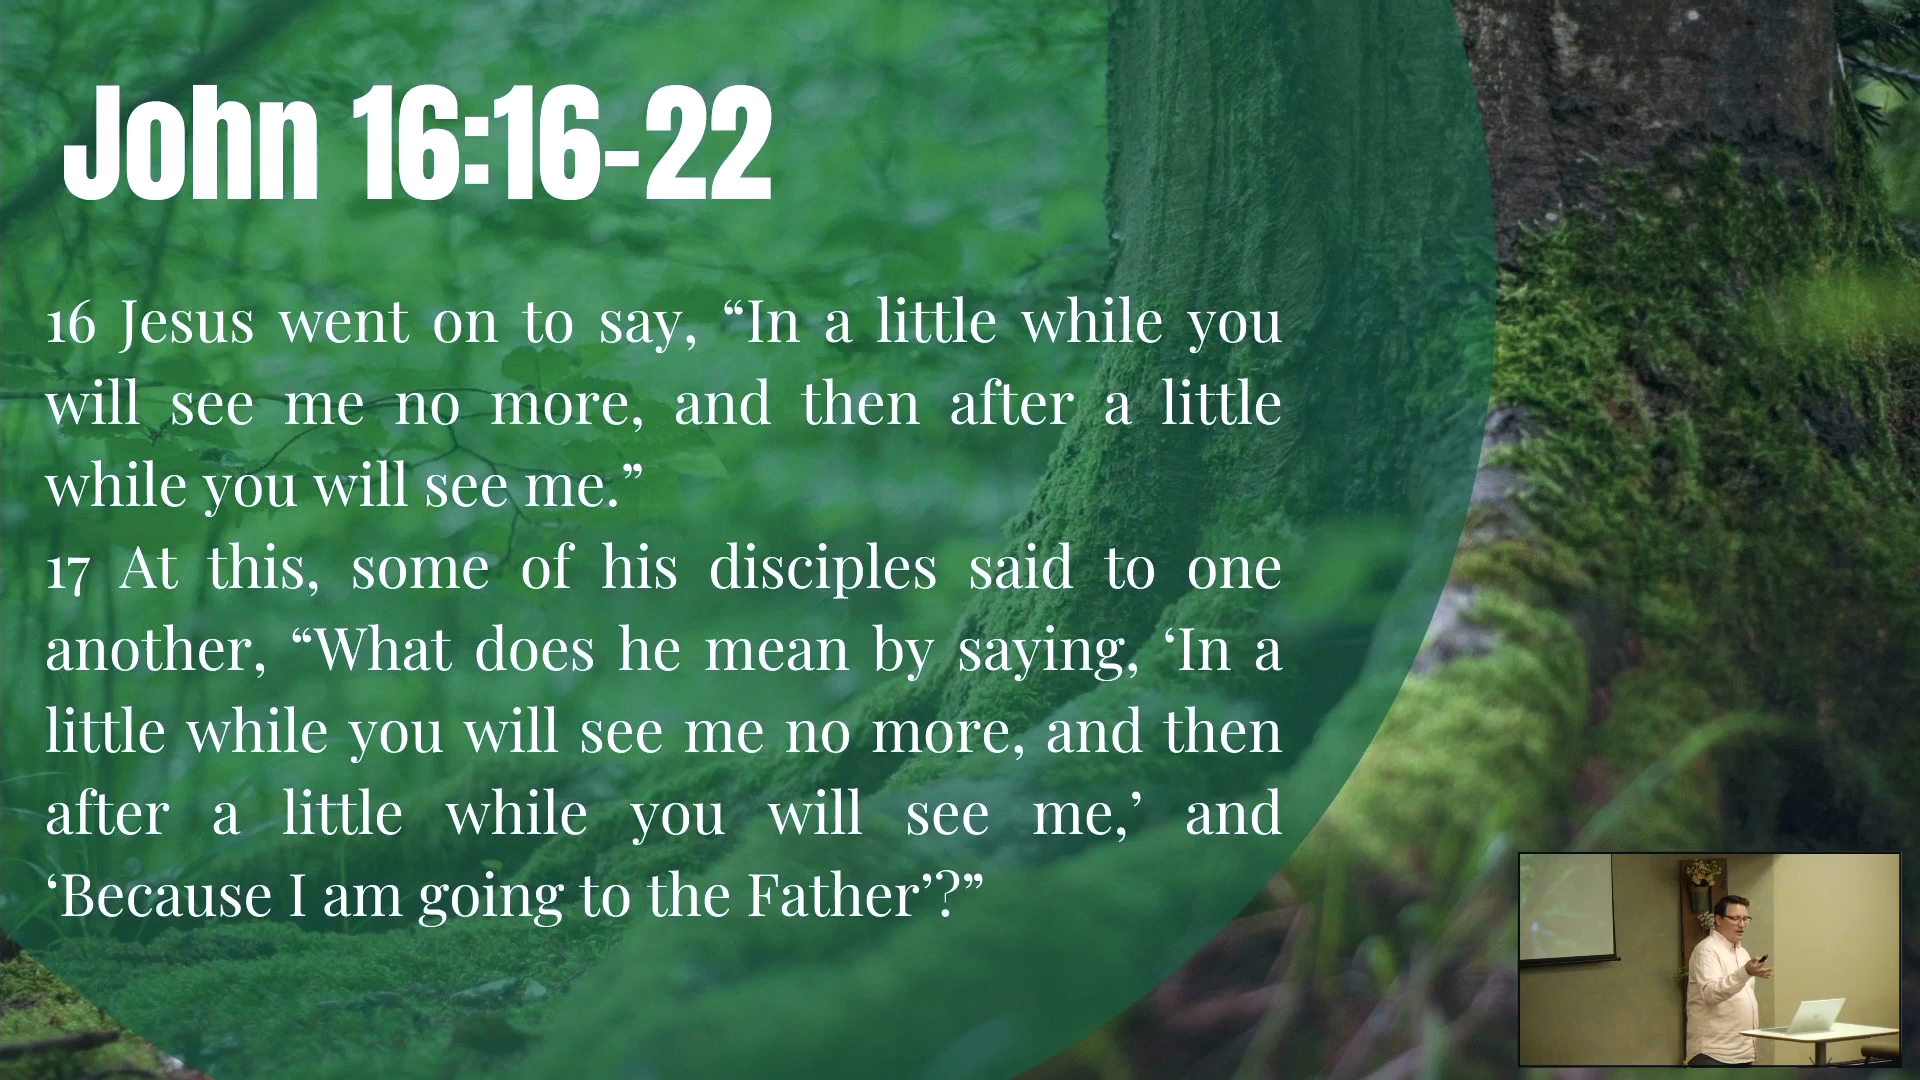 John 16:16-22
16 Jesus went on to say, “In a little while you
will see me no more, and then after a little
while you will see me.”
17 At this, some of his disciples said to one
another, “What does he mean by saying, ‘In a
little while you will see me no more, and then
after a little while you will see me,’ and
‘Because I am going to the Father’?”